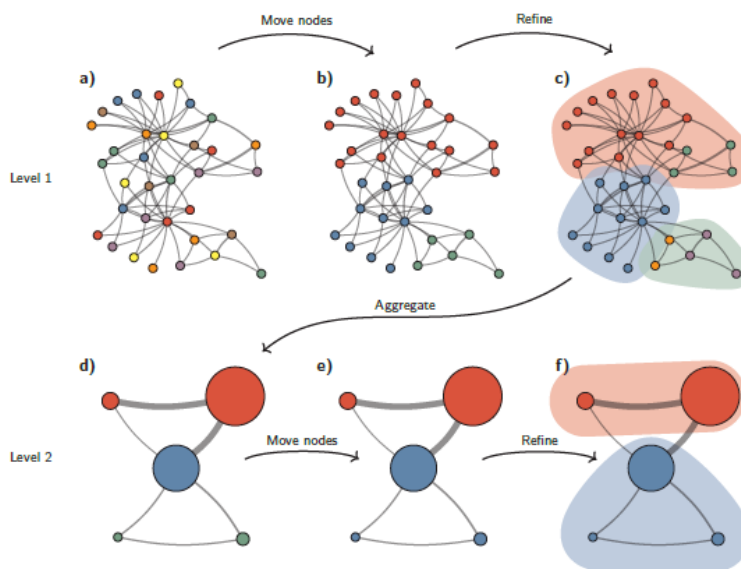 Move nodes
Refine
a)
b)
c)
Level 1
Aggregate
d)
e)
f)
Move nodes
Refine
Level 2